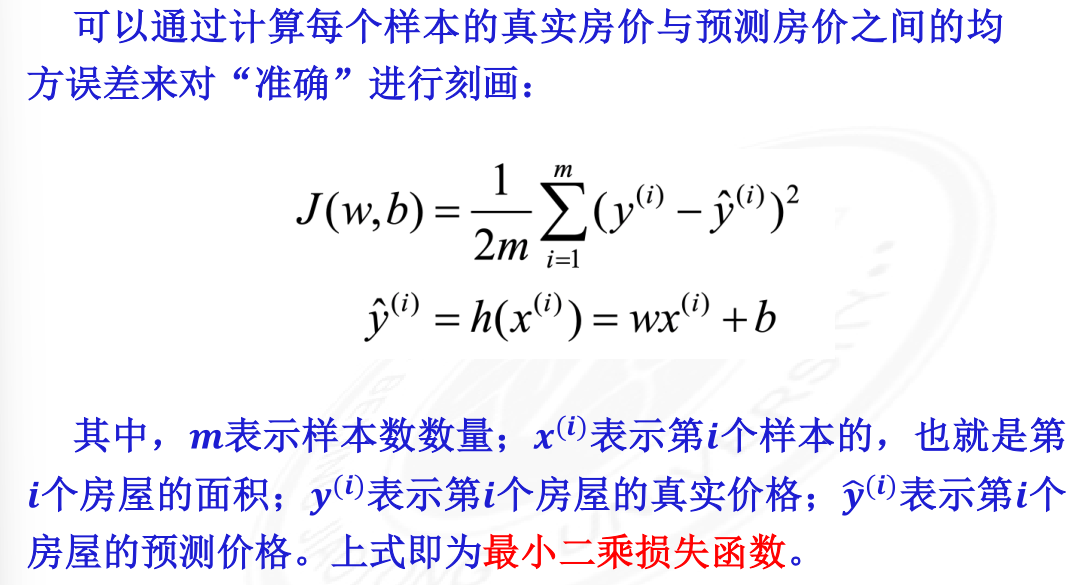 可以通过计算每个样本的真实房价与预测房价之间的均
方误差来对“准确”进行刻画：
J(w,b) = \frac{1}{2m} \sum_{i=1}^{m} (y^{(i)} - \hat{y}^{(i)})^2
\hat{y}^{(i)} = h(x^{(i)}) = wx^{(i)} + b
其中，m表示样本数数量；x^{(i)}表示第i个样本的，也就是第
i个房屋的面积；y^{(i)}表示第i个房屋的真实价格；\hat{y}^{(i)}表示第i个
房屋的预测价格。上式即为最小二乘损失函数。